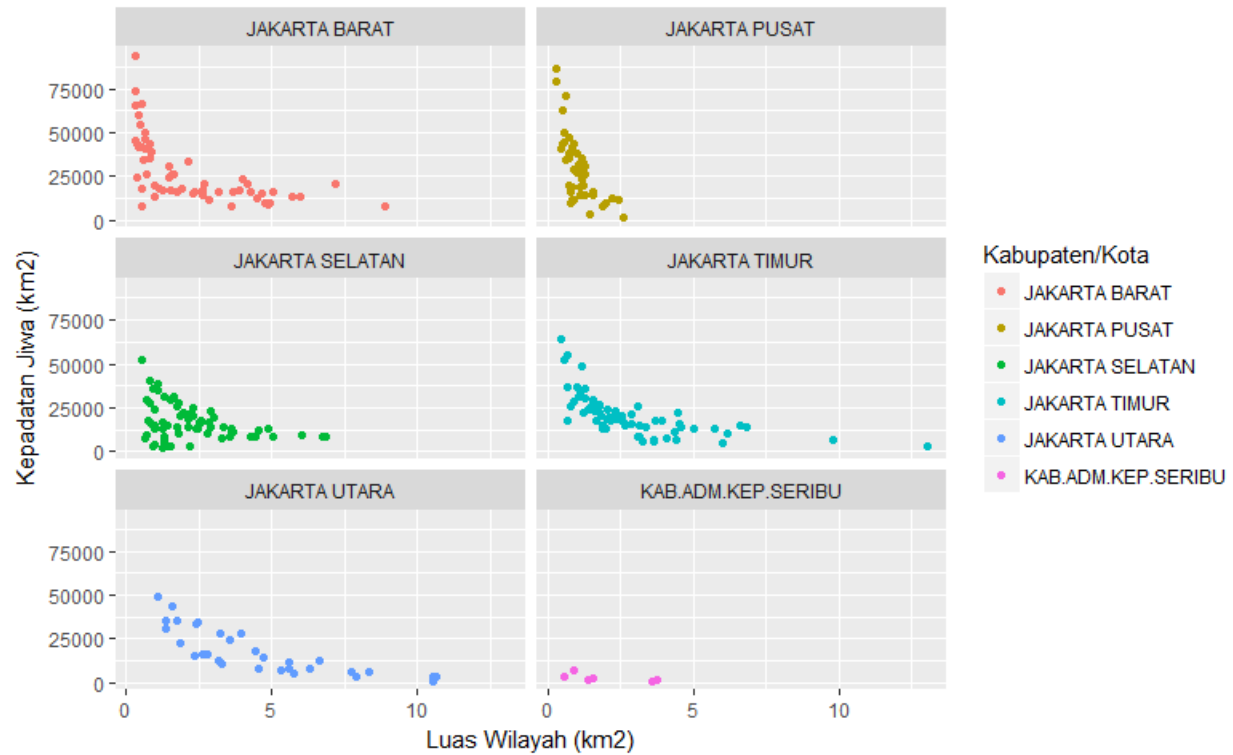 JAKARTA BARAT
JAKARTA PUSAT
75000
50000
25000
0
JAKARTA SELATAN
JAKARTA TIMUR
75000
50000
25000
0
JAKARTA UTARA
KAB.ADM.KEP.SERIBU
75000
50000
25000
0
0 5 10
0 5 10
Luas Wilayah (km2)
Kepadatan Jiwa (km2)
Kabupaten/Kota
JAKARTA BARAT
JAKARTA PUSAT
JAKARTA SELATAN
JAKARTA TIMUR
JAKARTA UTARA
KAB.ADM.KEP.SERIBU